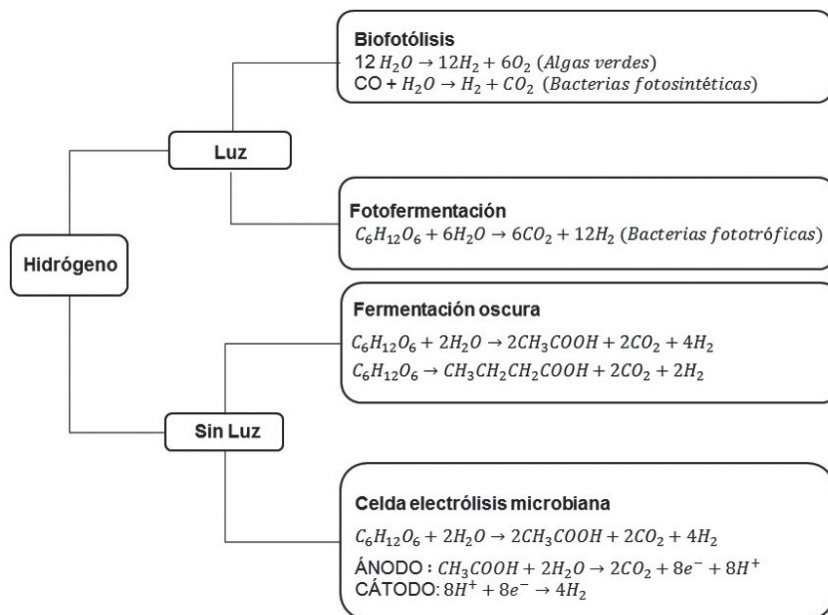 Biofotólisis
12 H₂O → 12H₂ + 6O₂ (Algas verdes)
CO + H₂O → H₂ + CO₂ (Bacterias fotosintéticas)
Luz
Fotofermentación
C₆H₁₂O₆ + 6H₂O → 6CO₂ + 12H₂ (Bacterias fototróficas)
Hidrógeno
Fermentación oscura
C₆H₁₂O₆ + 2H₂O → 2CH₃COOH + 2CO₂ + 4H₂
C₆H₁₂O₆ → CH₃CH₂CH₂COOH + 2CO₂ + 2H₂
Sin Luz
Celda electrólisis microbiana
C₆H₁₂O₆ + 2H₂O → 2CH₃COOH + 2CO₂ + 4H₂
ÁNODO : CH₃COOH + 2H₂O → 2CO₂ + 8e⁻ + 8H⁺
CÁTODO: 8H⁺ + 8e⁻ → 4H₂